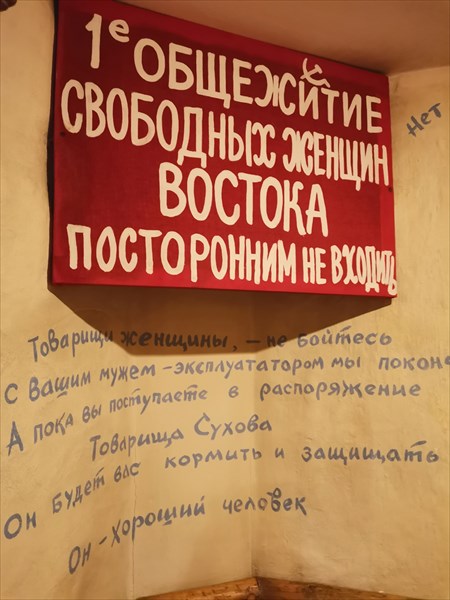 1е ОБЩЕЖИТИЕ
СВОБОДНЫХ ЖЕНЩИН
ВОСТОКА
ПОСТОРОННИМ НЕ ВХОДИТЬ
Нет
Товарищи женщины, – не бойтесь
С вашим мужем – эксплуататором мы
А пока вы поступаете в распоряжение
Товарища Сухова
Он будет вас кормить и защищать
Он - хороший человек